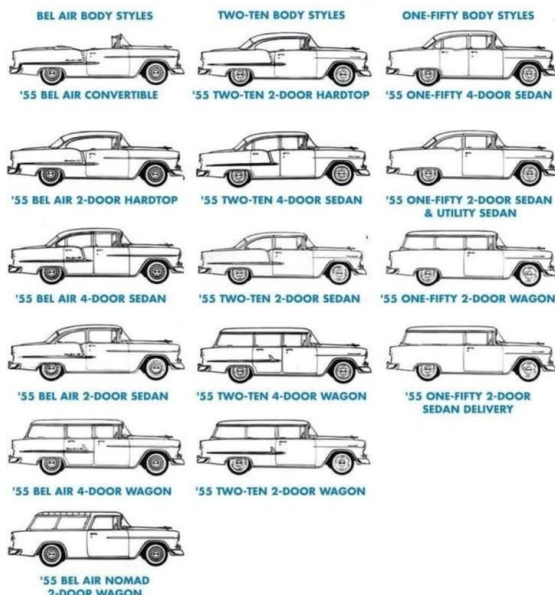 BEL AIR BODY STYLES
'55 BEL AIR CONVERTIBLE
'55 BEL AIR 2-DOOR HARDTOP
'55 BEL AIR 4-DOOR SEDAN
'55 BEL AIR 2-DOOR SEDAN
'55 BEL AIR 4-DOOR WAGON
'55 BEL AIR NOMAD
2-DOOR WAGON
TWO-TEN BODY STYLES
'55 TWO-TEN 2-DOOR HARDTOP
'55 TWO-TEN 4-DOOR SEDAN
'55 TWO-TEN 2-DOOR SEDAN
'55 TWO-TEN 4-DOOR WAGON
'55 TWO-TEN 2-DOOR WAGON
ONE-FIFTY BODY STYLES
'55 ONE-FIFTY 4-DOOR SEDAN
'55 ONE-FIFTY 2-DOOR SEDAN
& UTILITY SEDAN
'55 ONE-FIFTY 2-DOOR WAGON
'55 ONE-FIFTY 2-DOOR
SEDAN DELIVERY